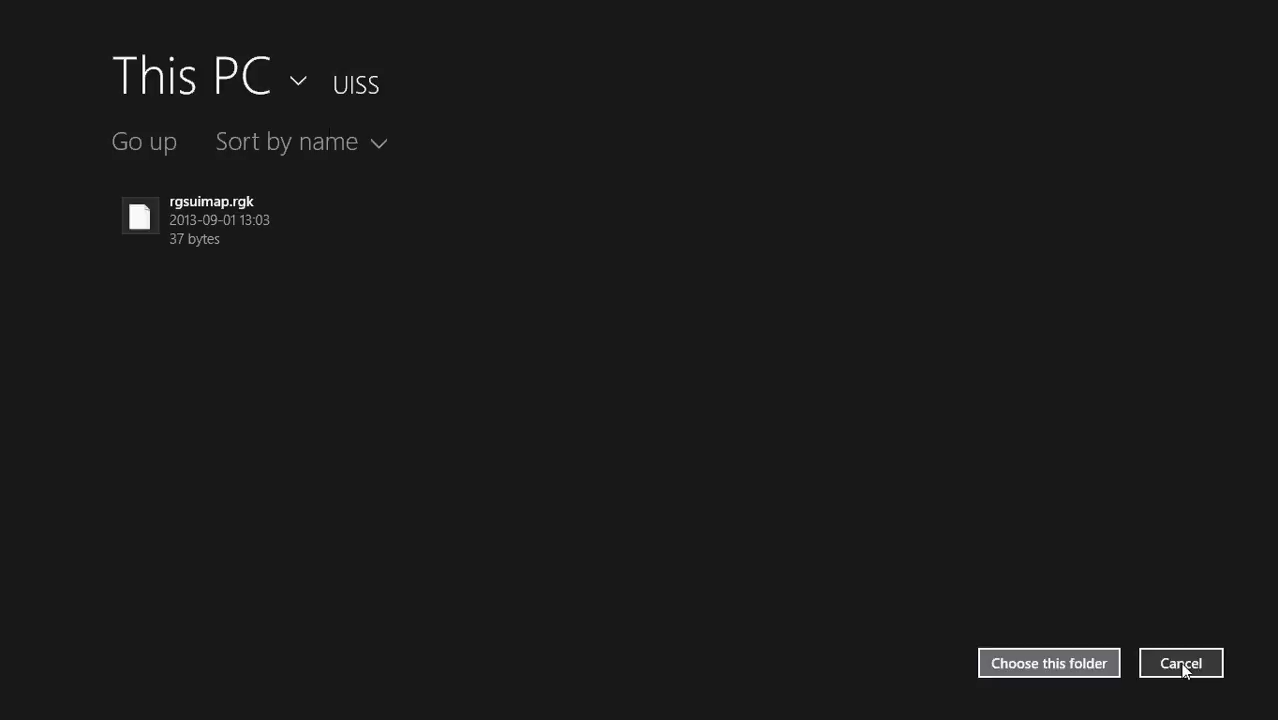 This PC UISS
Go up Sort by name
rgsuimap.rgk
2013-09-01 13:03
37 bytes
Choose this folder Cancel